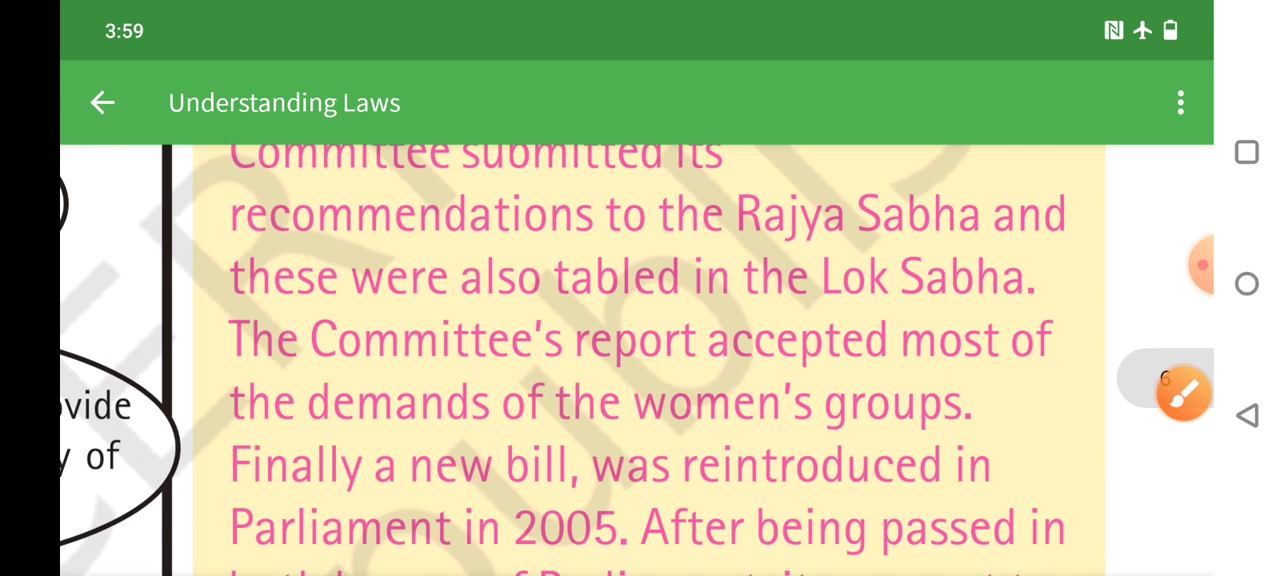 3:59
Understanding Laws
Committee submitted its
recommendations to the Rajya Sabha and
these were also tabled in the Lok Sabha.
The Committee's report accepted most of
the demands of the women's groups.
Finally a new bill, was reintroduced in
Parliament in 2005. After being passed in
of
6